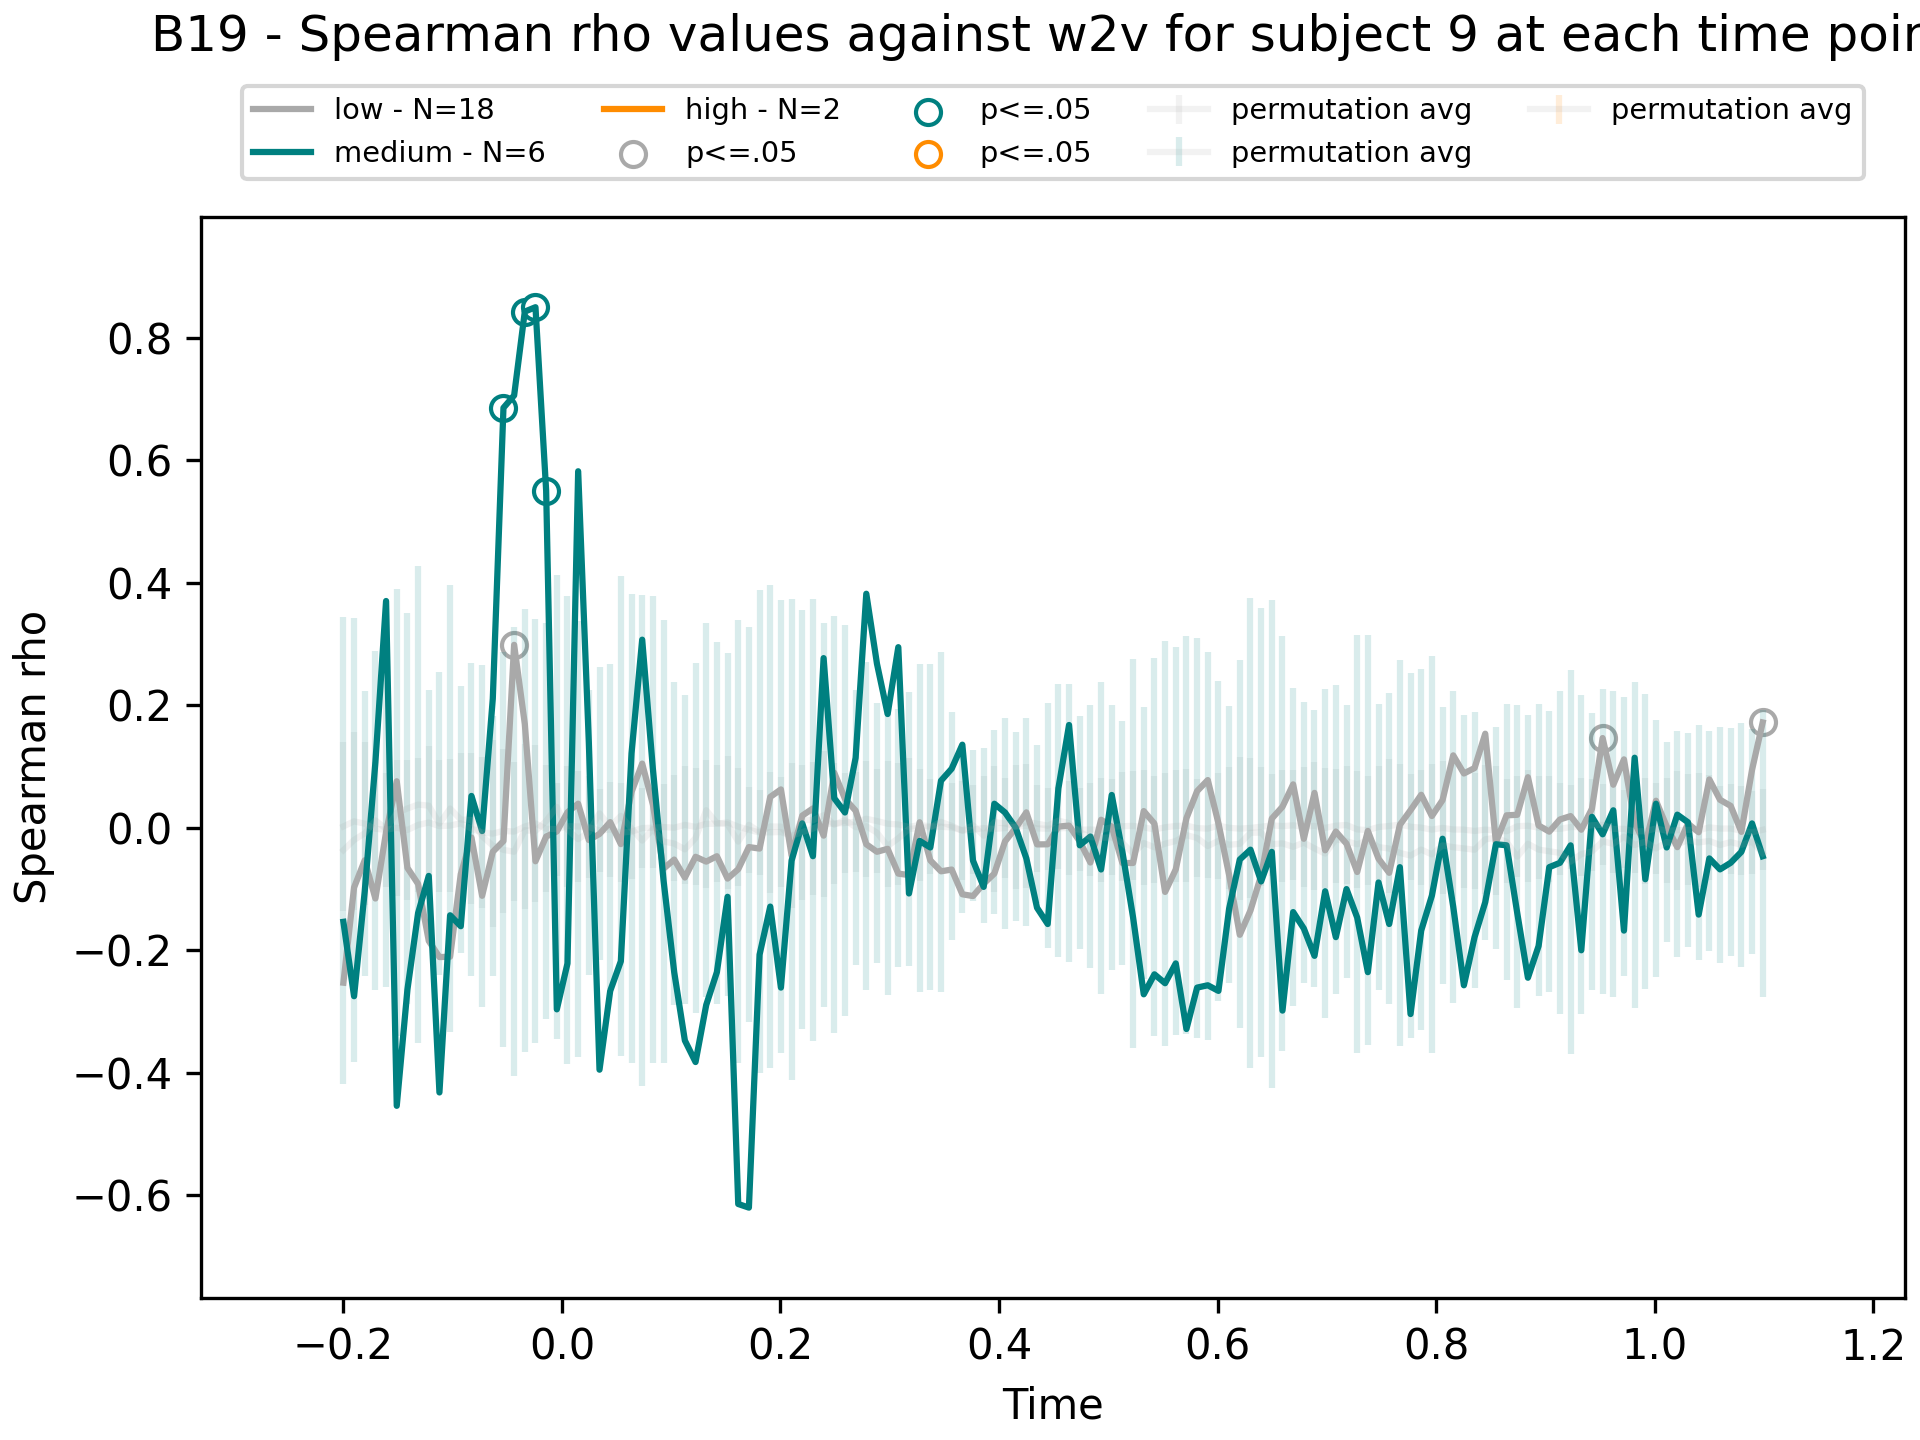 B19 - Spearman rho values against w2v for subject 9 at each time poin
low - N=18
medium - N=6
high - N=2
p<=.05
p<=.05
p<=.05
permutation avg
permutation avg
permutation avg
Spearman rho
0.8
0.6
0.4
0.2
0.0
−0.2
−0.4
−0.6
−0.2 0.0 0.2 0.4 0.6 0.8 1.0 1.2
Time